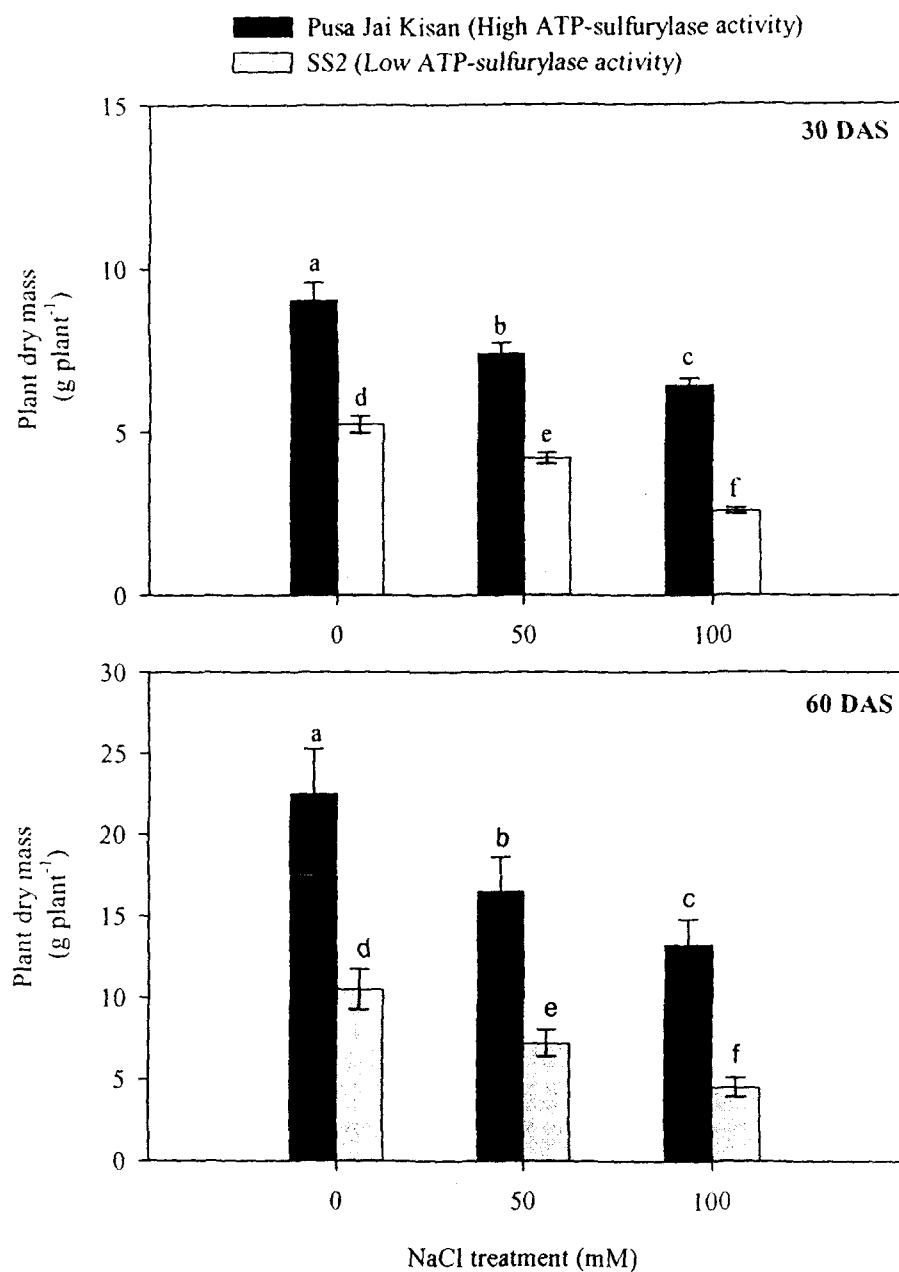 Pusa Jai Kisan (High ATP-sulfurylase activity)
SS2 (Low ATP-sulfurylase activity)
30 DAS
15
10
5
0
Plant dry mass
(g plant⁻¹)
a
d
b
e
c
f
0
50
100
60 DAS
30
25
20
15
10
5
0
Plant dry mass
(g plant⁻¹)
a
d
b
e
c
f
0
50
100
NaCl treatment (mM)